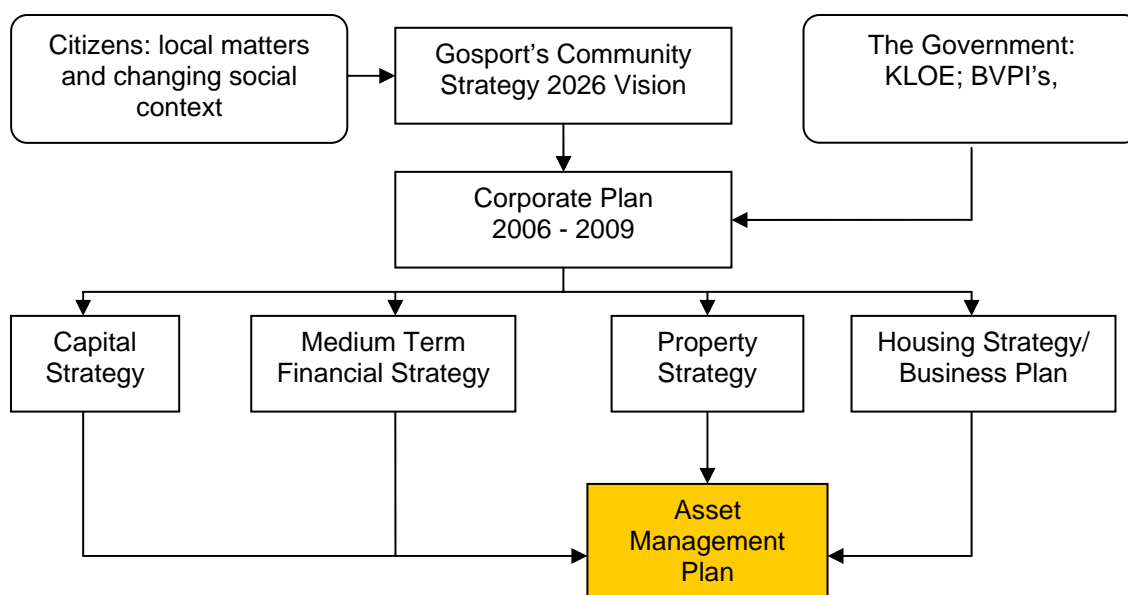 Citizens: local matters
and changing social
context
Gosport's Community
Strategy 2026 Vision
The Government:
KLOE; BVPI's,
Corporate Plan
2006 - 2009
Capital
Strategy
Medium Term
Financial Strategy
Property
Strategy
Housing Strategy/
Business Plan
Asset
Management
Plan